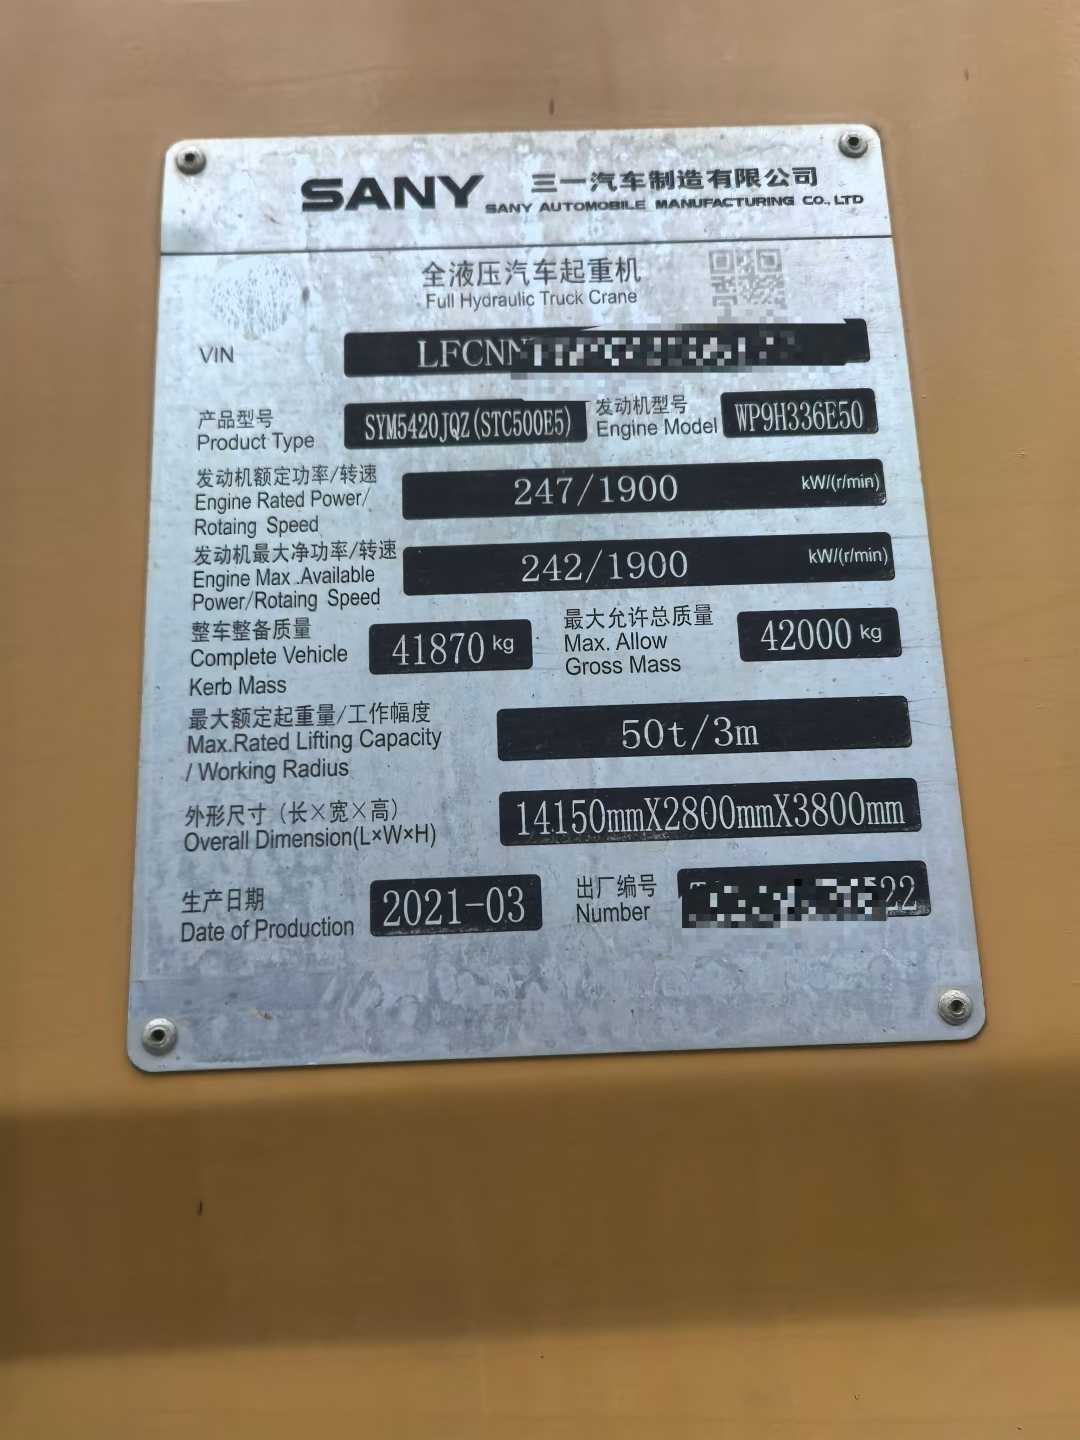 SANY 三一汽车制造有限公司
SANY AUTOMOBILE MANUFACTURING CO., LTD
全液压汽车起重机
Full Hydraulic Truck Crane
VIN LFCNN
产品型号 SYM5420JQZ(STC500E5) 发动机型号 WP9H336E50
Product Type Engine Model
发动机额定功率/转速 247/1900 kW/(r/min)
Engine Rated Power/
Rotaing Speed
发动机最大净功率/转速 242/1900 kW/(r/min)
Engine Max .Available
Power/Rotaing Speed
整车整备质量 41870 kg 最大允许总质量 42000 kg
Complete Vehicle Max. Allow
Kerb Mass Gross Mass
最大额定起重量/工作幅度 50t/3m
Max.Rated Lifting Capacity
/ Working Radius
外形尺寸 (长×宽×高) 14150mmX2800mmX3800mm
Overall Dimension(L×W×H)
生产日期 2021-03 出厂编号 22
Date of Production Number